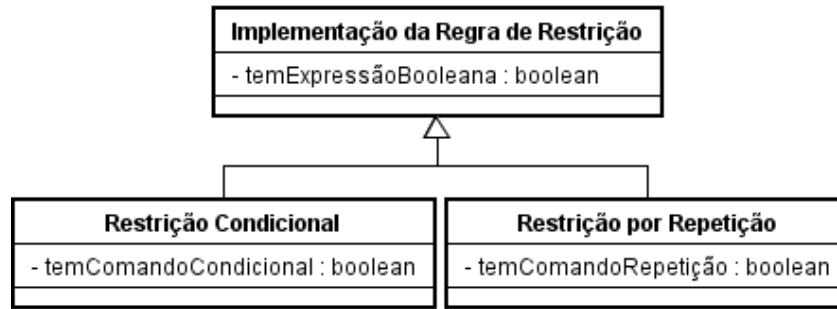 Implementação da Regra de Restrição
- temExpressãoBooleana : boolean
Restrição Condicional
- temComandoCondicional : boolean
Restrição por Repetição
- temComandoRepetição : boolean